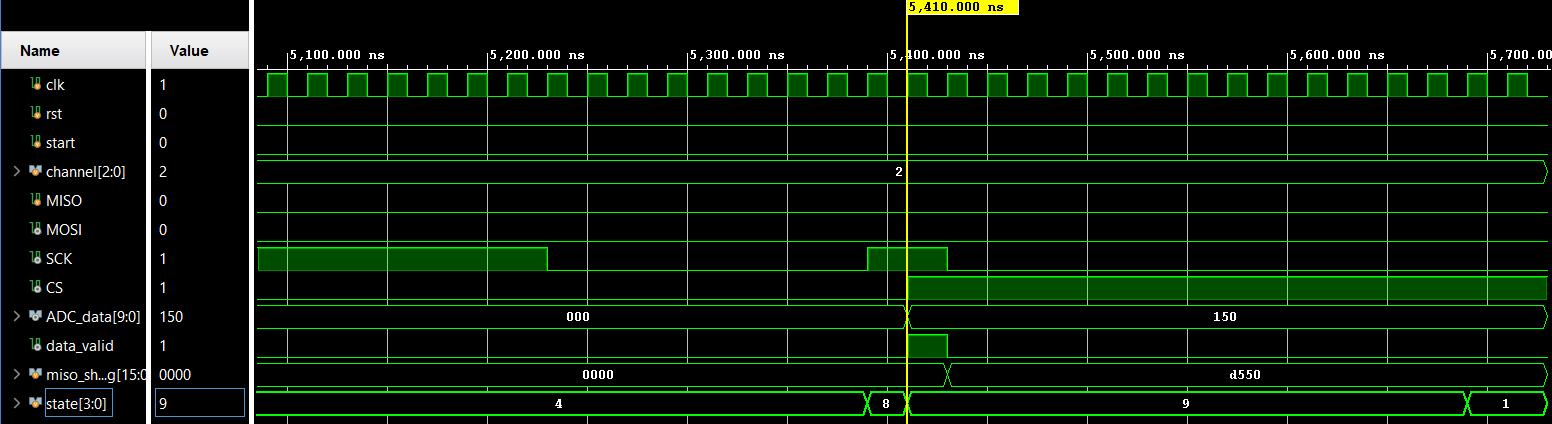 5,410.000 ns
Name Value 5,100.000 ns 5,200.000 ns 5,300.000 ns 5,400.000 ns 5,500.000 ns 5,600.000 ns 5,700.00
clk 1
rst 0
start 0
channel[2:0] 2 2
MISO 0
MOSI 0
SCK 1
CS 1
ADC_data[9:0] 150 000 150
data_valid 1
miso_sh...g[15:0 0000 0000 d550
state[3:0] 9 4 8 9 1